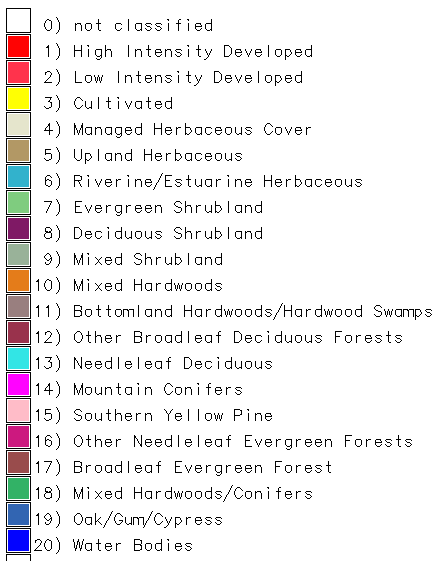 0) not classified
1) High Intensity Developed
2) Low Intensity Developed
3) Cultivated
4) Managed Herbaceous Cover
5) Upland Herbaceous
6) Riverine/Estuarine Herbaceous
7) Evergreen Shrubland
8) Deciduous Shrubland
9) Mixed Shrubland
10) Mixed Hardwoods
11) Bottomland Hardwoods/Hardwood Swamps
12) Other Broadleaf Deciduous Forests
13) Needleleaf Deciduous
14) Mountain Conifers
15) Southern Yellow Pine
16) Other Needleleaf Evergreen Forests
17) Broadleaf Evergreen Forest
18) Mixed Hardwoods/Conifers
19) Oak/Gum/Cypress
20) Water Bodies